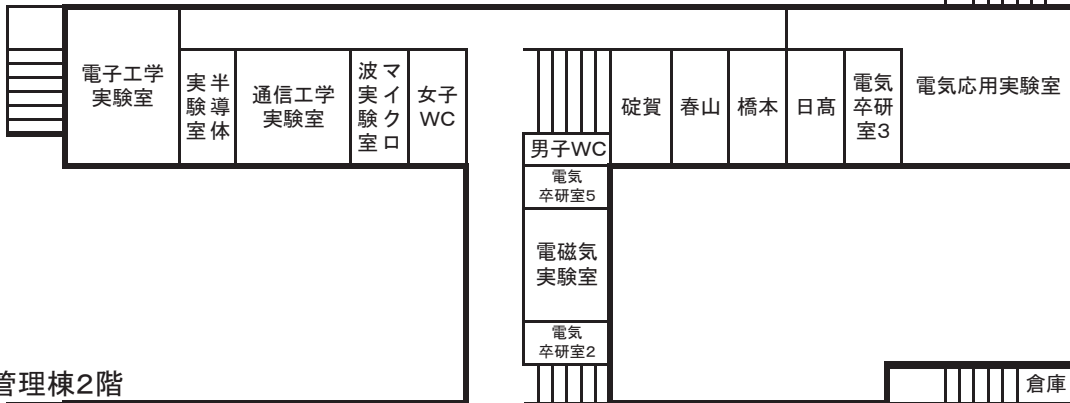 電子工学
実験室
半導体
実験室
通信工学
実験室
マイクロ
波実験室
女子
WC
碇賀
春山
橋本
日髙
電気
卒研
室3
電気応用実験室
男子WC
電気
卒研室5
電磁気
実験室
電気
卒研室2
管理棟2階
倉庫